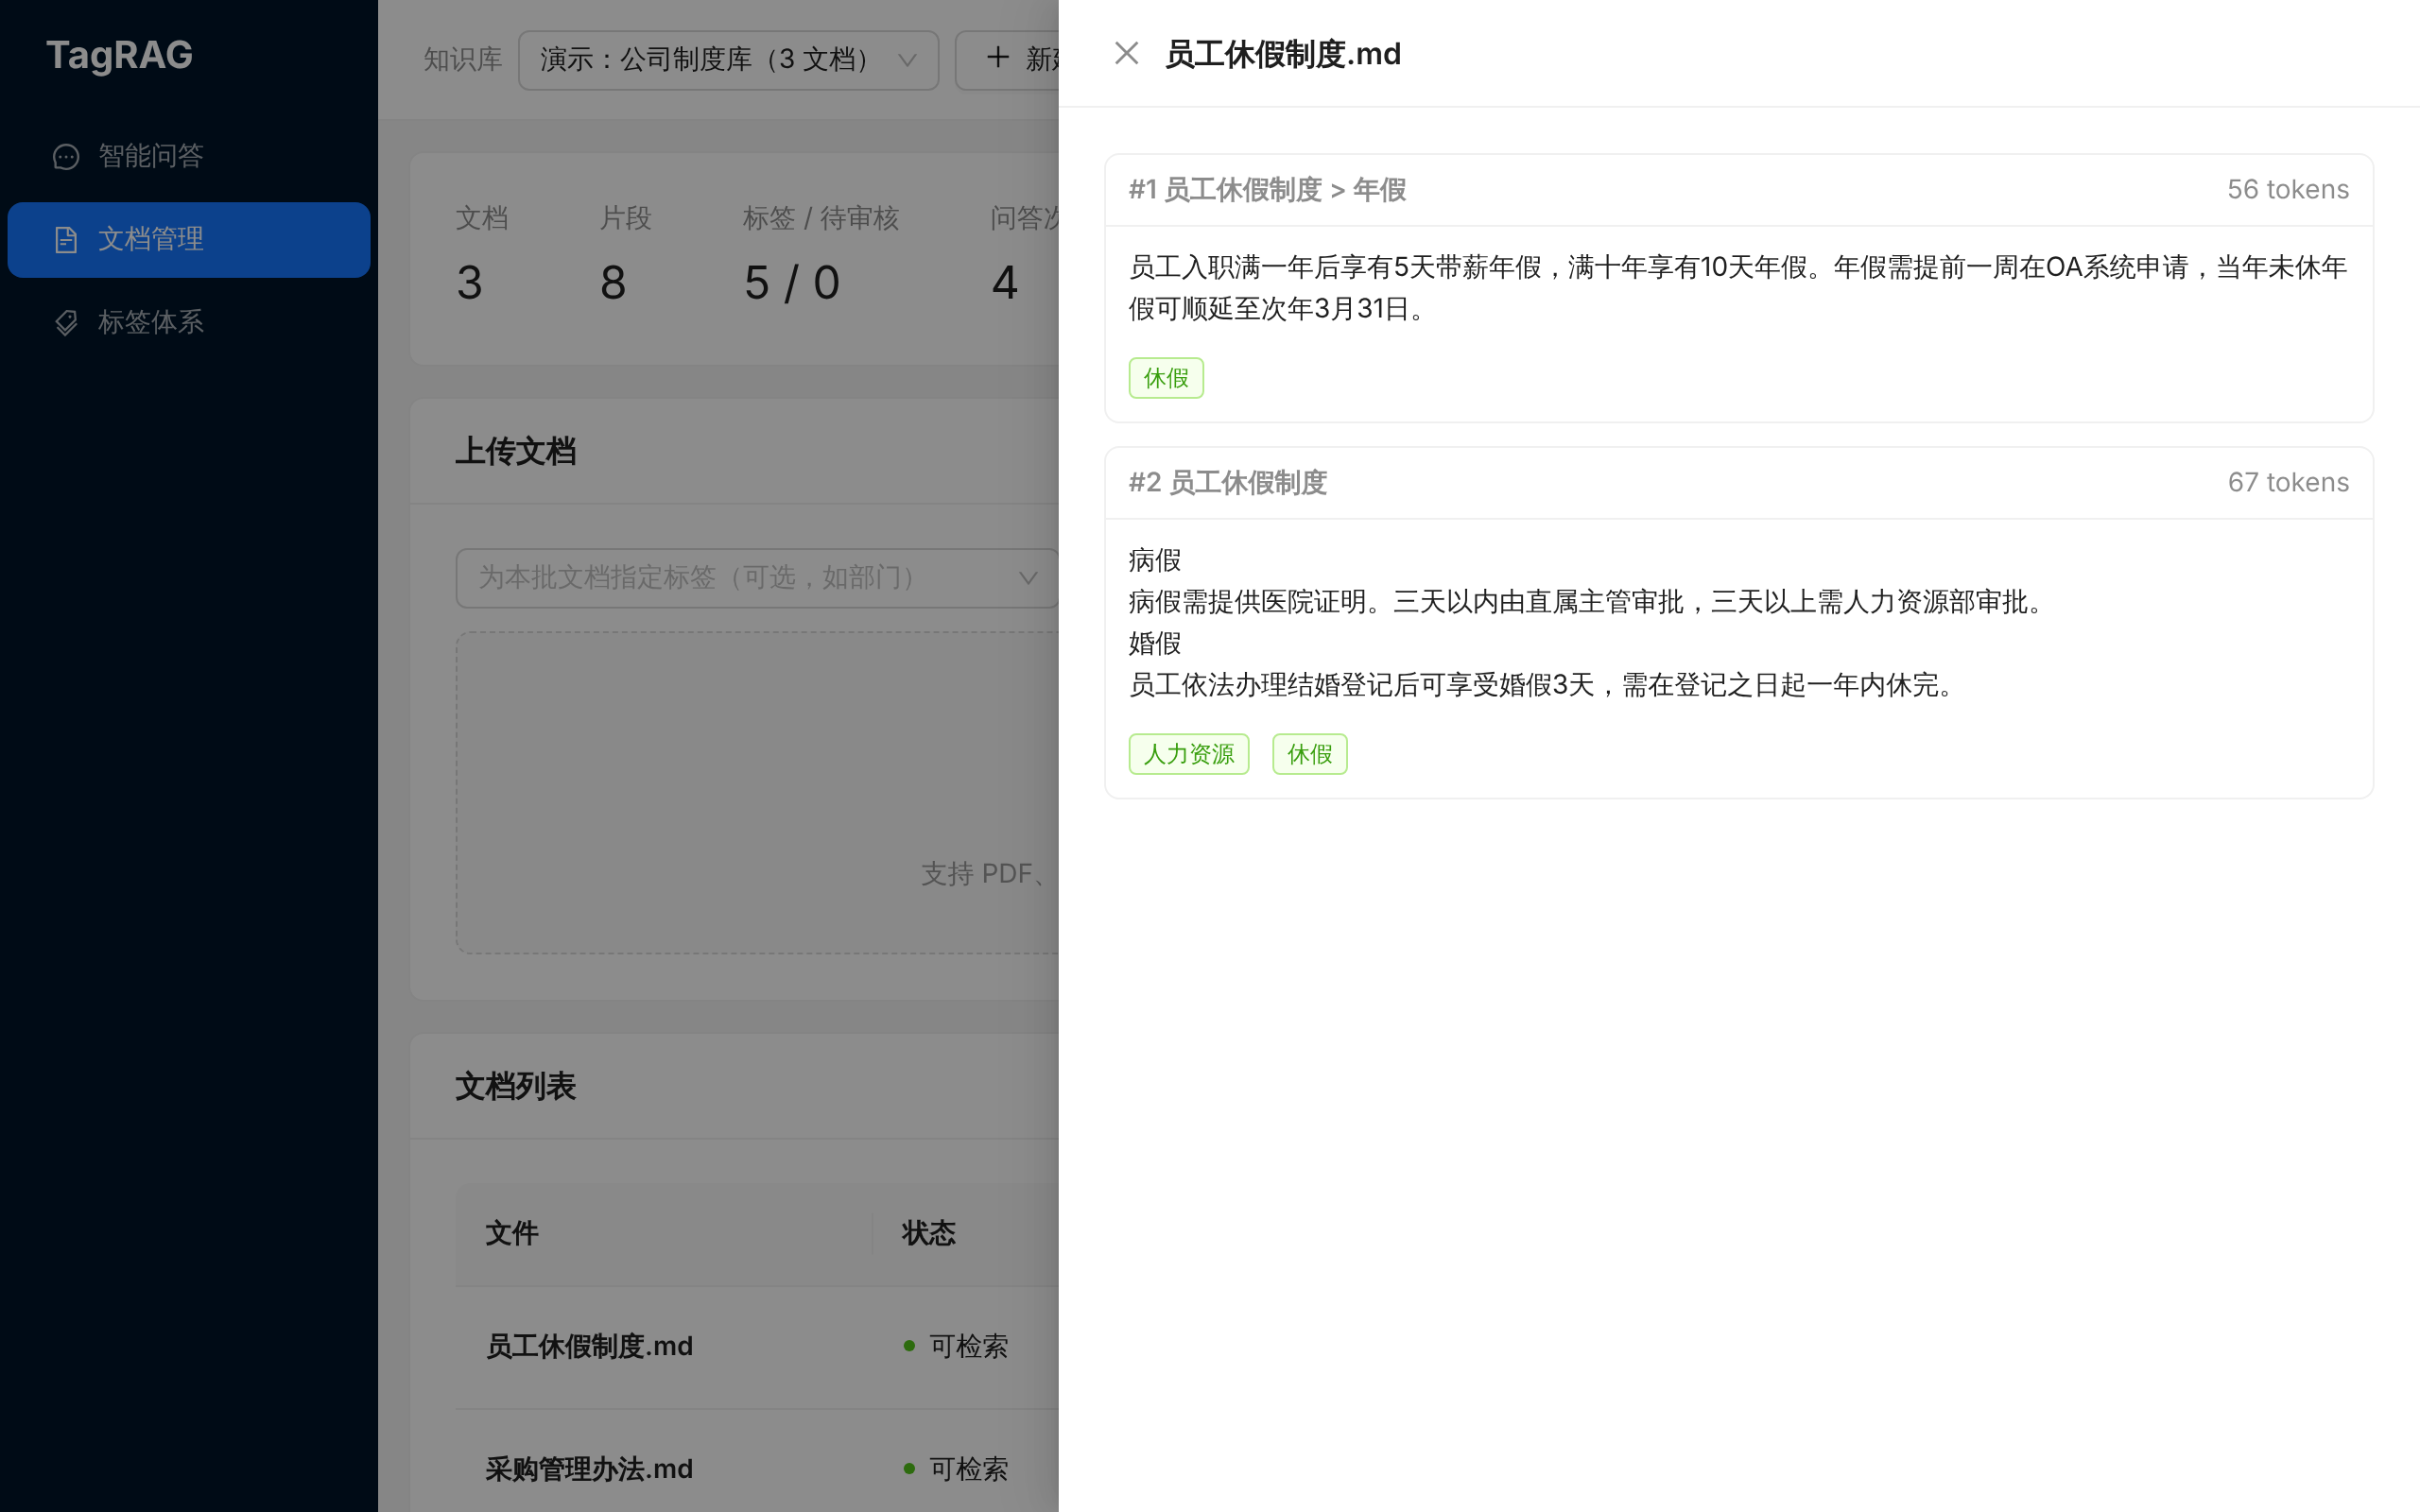 TagRAG
智能问答
文档管理
标签体系
知识库
演示：公司制度库（3 文档）
新
文档
片段
标签 / 待审核
问答
3
8
5 / 0
4
上传文档
为本批文档指定标签（可选，如部门）
支持 PDF、
文档列表
文件
状态
员工休假制度.md
可检索
采购管理办法.md
可检索
员工休假制度.md
#1 员工休假制度 > 年假
56 tokens
员工入职满一年后享有5天带薪年假，满十年享有10天年假。年假需提前一周在OA系统申请，当年未休年
假可顺延至次年3月31日。
休假
#2 员工休假制度
67 tokens
病假
病假需提供医院证明。三天以内由直属主管审批，三天以上需人力资源部审批。
婚假
员工依法办理结婚登记后可享受婚假3天，需在登记之日起一年内休完。
人力资源
休假